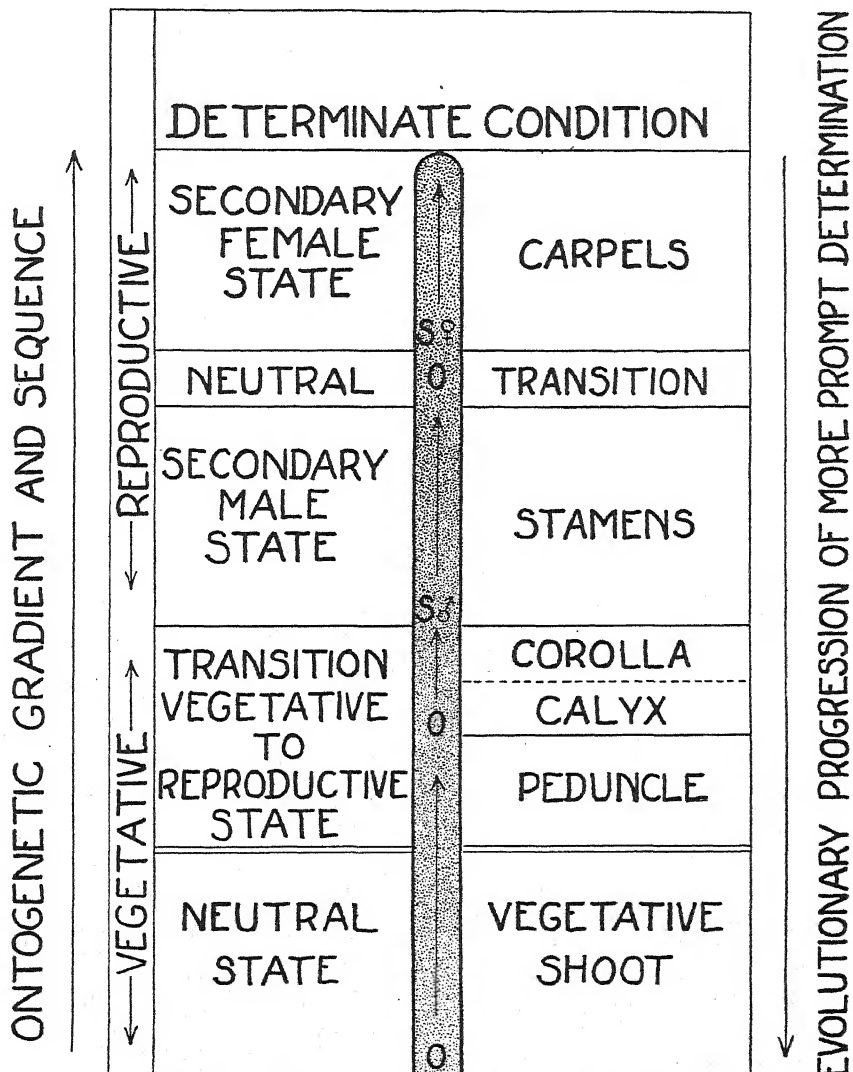 DETERMINATE CONDITION
ONTOGENETIC GRADIENT AND SEQUENCE
REPRODUCTIVE
VEGETATIVE
SECONDARY
FEMALE
STATE
CARPELS
S♀
NEUTRAL
O
TRANSITION
SECONDARY
MALE
STATE
STAMENS
S♂
TRANSITION
VEGETATIVE
TO
REPRODUCTIVE
STATE
O
COROLLA
CALYX
PEDUNCLE
NEUTRAL
STATE
VEGETATIVE
SHOOT
O
EVOLUTIONARY PROGRESSION OF MORE PROMPT DETERMINATION